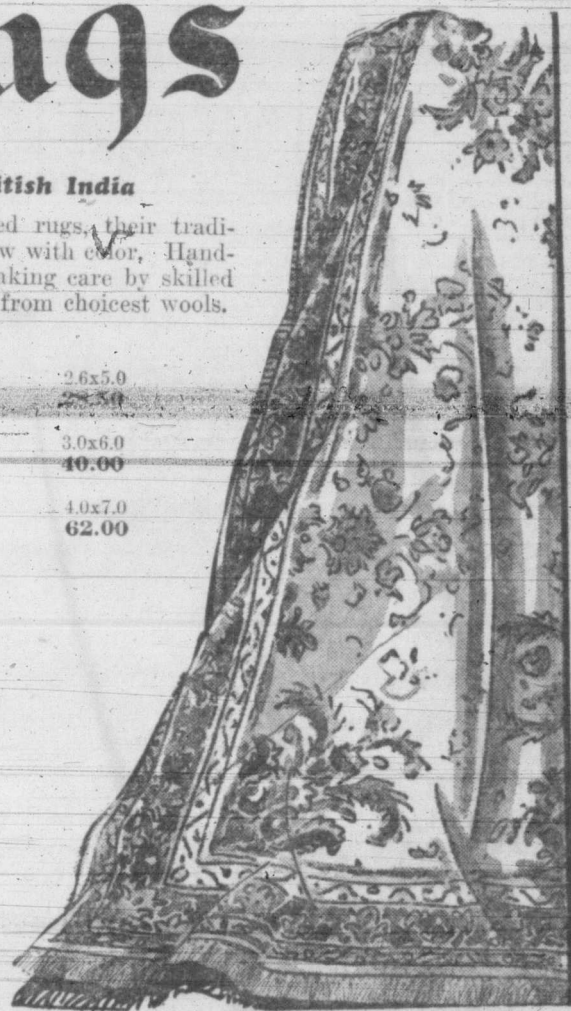 ugs
itish India
ed rugs, their tradi-
w with color. Hand-
aking care by skilled
from choicest wools.
2.6x5.0
3.0x6.0
40.00
4.0x7.0
62.00